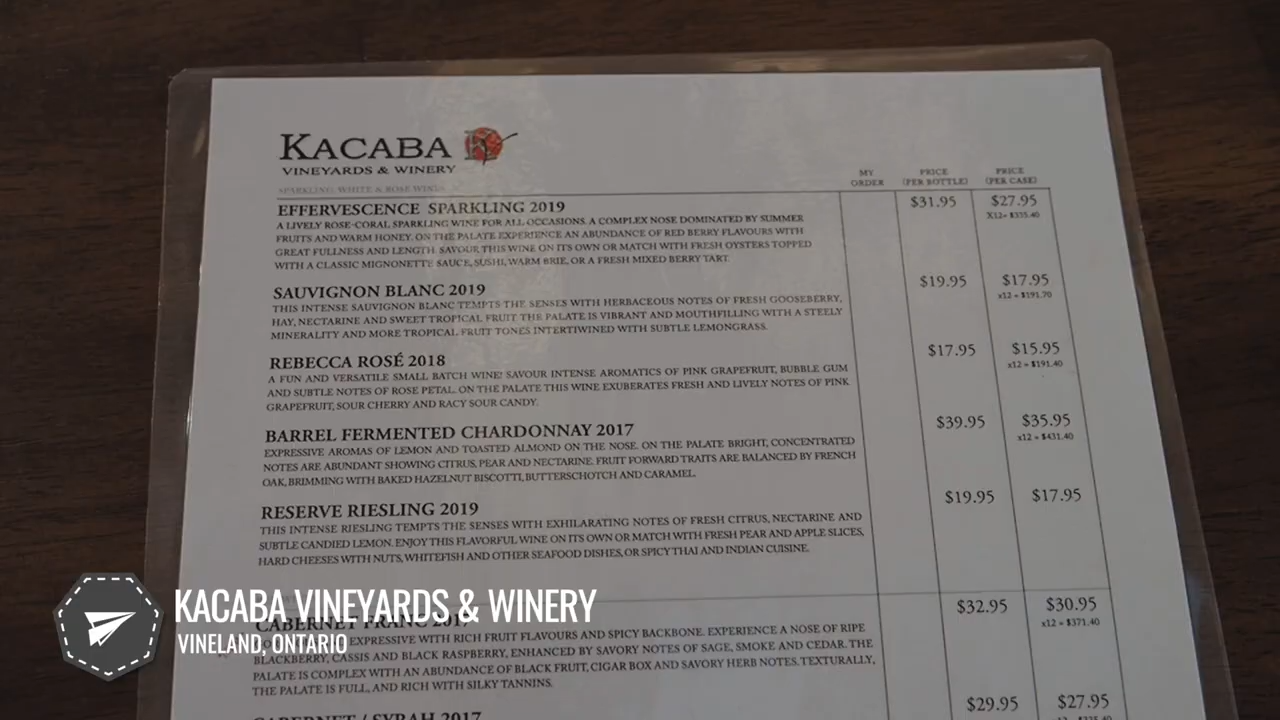 KACABA
VINEYARDS & WINERY
SPARKLING, WHITE & ROSE WINES
MY ORDER
PRICE (PER BOTTLE)
PRICE (PER CASE)
EFFERVESCENCE SPARKLING 2019 $31.95 $27.95
X12= $335.40
A LIVELY ROSE-CORAL SPARKLING WINE FOR ALL OCCASIONS. A COMPLEX NOSE DOMINATED BY SUMMER
FRUITS AND WARM HONEY. ON THE PALATE EXPERIENCE AN ABUNDANCE OF RED BERRY FLAVOURS WITH
GREAT FULLNESS AND LENGTH. SAVOUR THIS WINE ON ITS OWN OR MATCH WITH FRESH OYSTERS TOPPED
WITH A CLASSIC MIGNONETTE SAUCE, SUSHI, WARM BRIE, OR A FRESH MIXED BERRY TART.
SAUVIGNON BLANC 2019 $19.95 $17.95
x12 = $191.70
THIS INTENSE SAUVIGNON BLANC TEMPTS THE SENSES WITH HERBACEOUS NOTES OF FRESH GOOSEBERRY,
HAY, NECTARINE AND SWEET TROPICAL FRUIT THE PALATE IS VIBRANT AND MOUTHFILLING WITH A STEELY
MINERALITY AND MORE TROPICAL FRUIT TONES INTERTIWINED WITH SUBTLE LEMONGRASS.
REBECCA ROSÉ 2018 $17.95 $15.95
x12 = $191.40
A FUN AND VERSATILE SMALL BATCH WINE! SAVOUR INTENSE AROMATICS OF PINK GRAPEFRUIT, BUBBLE GUM
AND SUBTLE NOTES OF ROSE PETAL. ON THE PALATE THIS WINE EXUBERATES FRESH AND LIVELY NOTES OF PINK
GRAPEFRUIT, SOUR CHERRY AND RACY SOUR CANDY.
BARREL FERMENTED CHARDONNAY 2017 $39.95 $35.95
x12 = $431.40
EXPRESSIVE AROMAS OF LEMON AND TOASTED ALMOND ON THE NOSE. ON THE PALATE BRIGHT, CONCENTRATED
NOTES ARE ABUNDANT SHOWING CITRUS, PEAR AND NECTARINE. FRUIT FORWARD TRAITS ARE BALANCED BY FRENCH
OAK, BRIMMING WITH BAKED HAZELNUT BISCOTTI, BUTTERSCHOTCH AND CARAMEL.
RESERVE RIESLING 2019 $19.95 $17.95
THIS INTENSE RIESLING TEMPTS THE SENSES WITH EXHILARATING NOTES OF FRESH CITRUS, NECTARINE AND
SUBTLE CANDIED LEMON. ENJOY THIS FLAVORFUL WINE ON ITS OWN OR MATCH WITH FRESH PEAR AND APPLE SLICES,
HARD CHEESES WITH NUTS, WHITEFISH AND OTHER SEAFOOD DISHES, OR SPICY THAI AND INDIAN CUISINE.
CABERNET FRANC 2017 $32.95 $30.95
x12 = $371.40
EXPRESSIVE WITH RICH FRUIT FLAVOURS AND SPICY BACKBONE. EXPERIENCE A NOSE OF RIPE
BLACKBERRY, CASSIS AND BLACK RASPBERRY, ENHANCED BY SAVORY NOTES OF SAGE, SMOKE AND CEDAR. THE
PALATE IS COMPLEX WITH AN ABUNDANCE OF BLACK FRUIT, CIGAR BOX AND SAVORY HERB NOTES. TEXTURALLY,
THE PALATE IS FULL, AND RICH WITH SILKY TANNINS.
CABERNET / SYRAH 2017 $29.95 $27.95
KACABA VINEYARDS & WINERY
VINELAND, ONTARIO